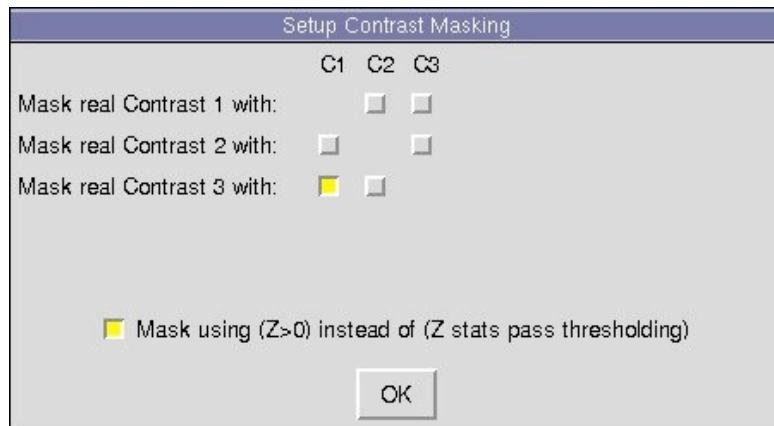 Setup Contrast Masking
C1 C2 C3
Mask real Contrast 1 with:
Mask real Contrast 2 with:
Mask real Contrast 3 with:
Mask using (Z>0) instead of (Z stats pass thresholding)
OK